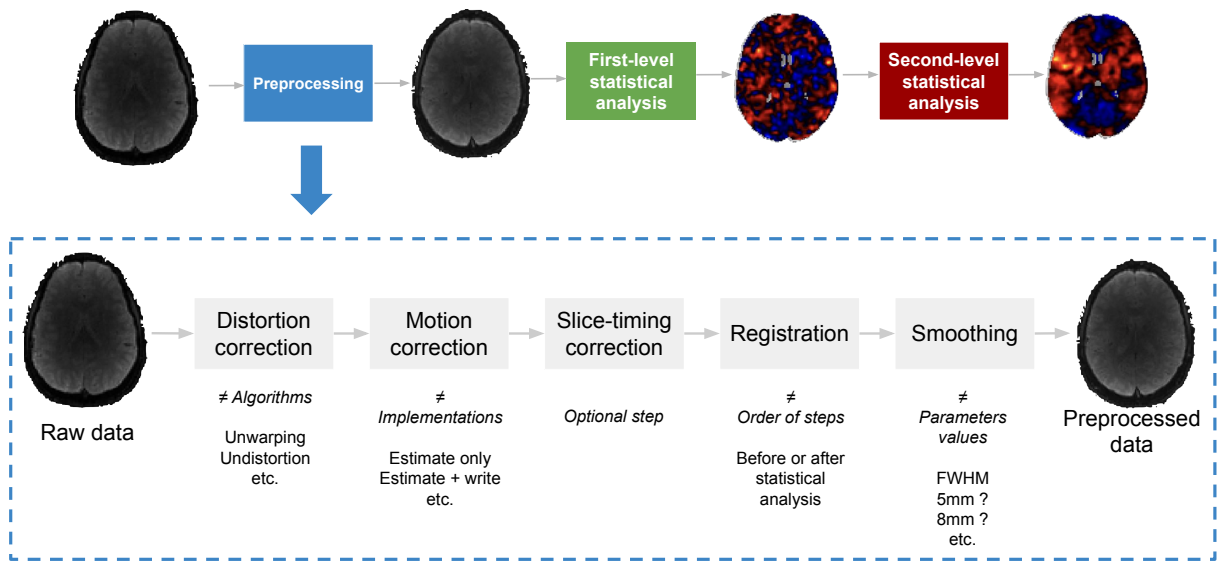 Preprocessing
First-level
statistical
analysis
Second-level
statistical
analysis
Raw data
Distortion
correction
≠ Algorithms
Unwarping
Undistortion
etc.
Motion
correction
≠
Implementations
Estimate only
Estimate + write
etc.
Slice-timing
correction
Optional step
Registration
≠
Order of steps
Before or after
statistical
analysis
Smoothing
≠
Parameters
values
FWHM
5mm ?
8mm ?
etc.
Preprocessed
data